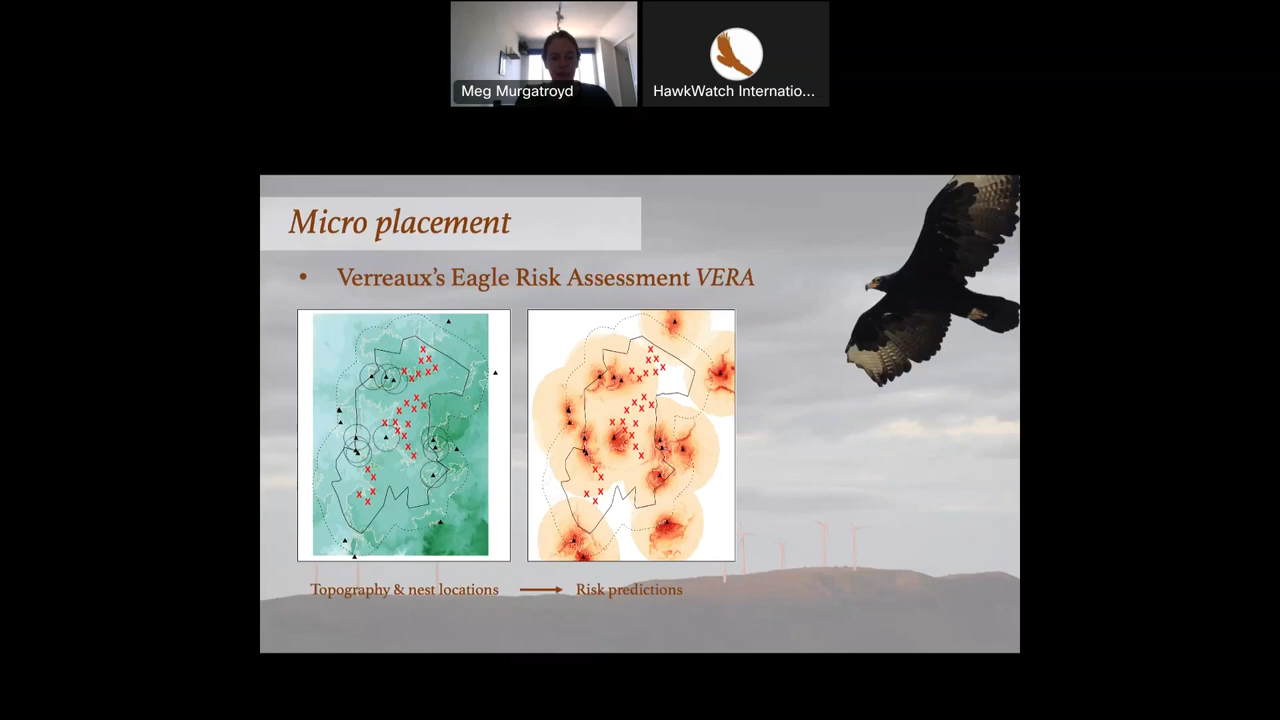 Meg Murgatroyd
HawkWatch Internatio...
Micro placement
• Verreaux's Eagle Risk Assessment VERA
Topography & nest locations
Risk predictions